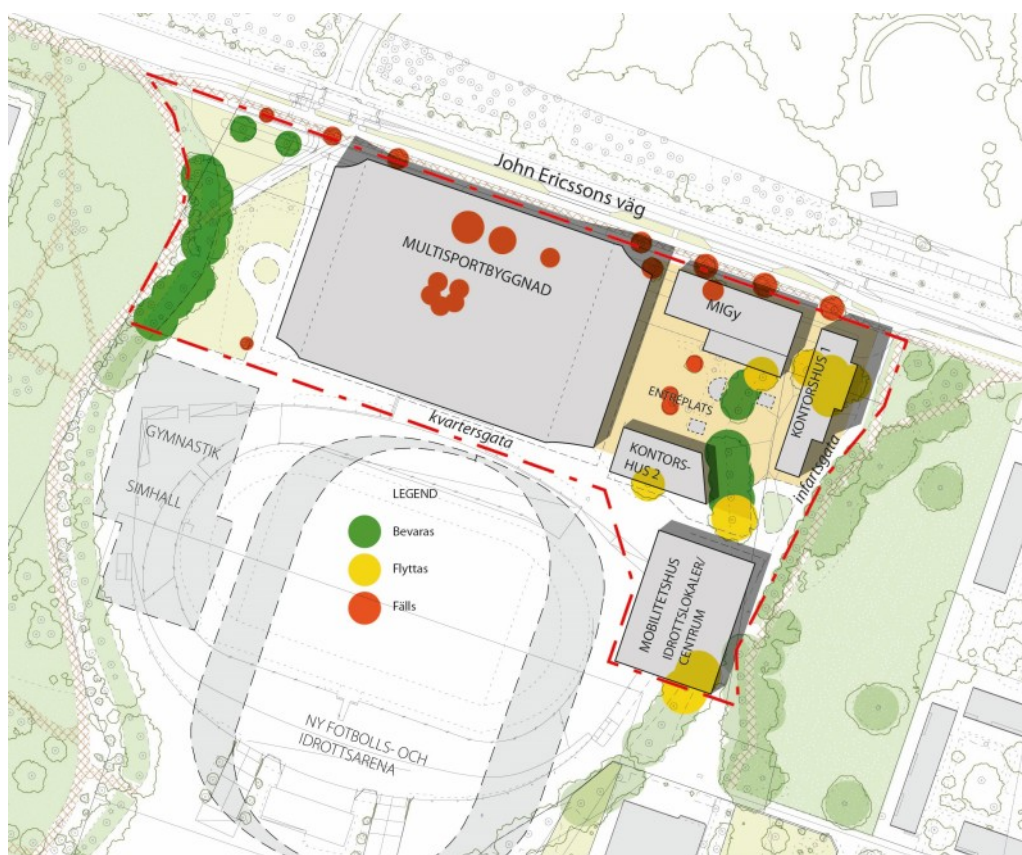 John Ericssons väg
MULTISPORTBYGGNAD
MIGy
KONTORSHUS 1
ENTRÉPLATS
kvartersgata
KONTORS-
HUS 2
infartsgata
GYMNASTIK
SIMHALL
LEGEND
Bevaras
Flyttas
Fälls
MOBILITETSHUS
IDROTTSLOKALER/
CENTRUM
NY FOTBOLLS- OCH
IDROTTSARENA